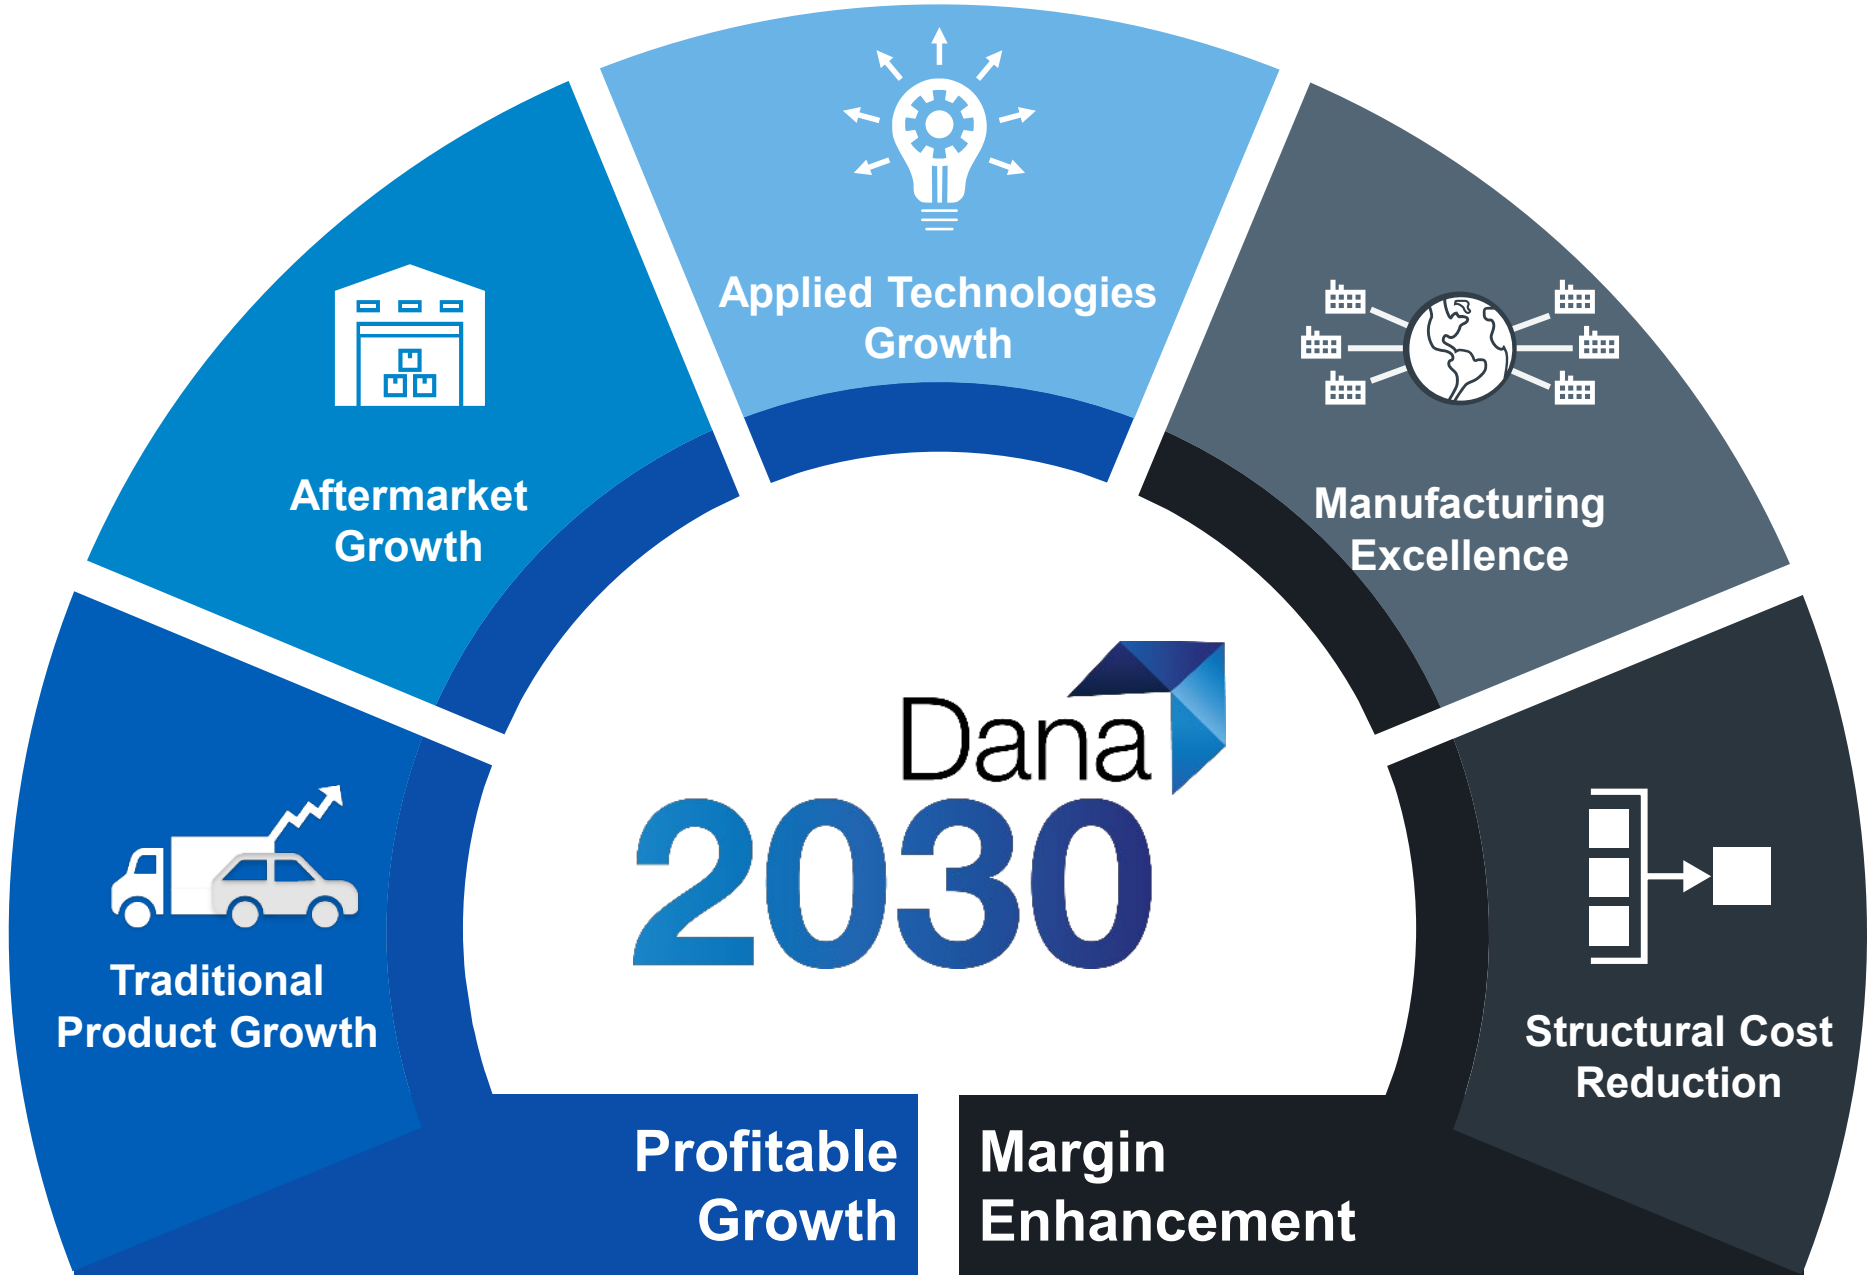 Applied Technologies
Growth
Aftermarket
Growth
Manufacturing
Excellence
Traditional
Product Growth
Structural Cost
Reduction
Dana
2030
Profitable
Growth
Margin
Enhancement